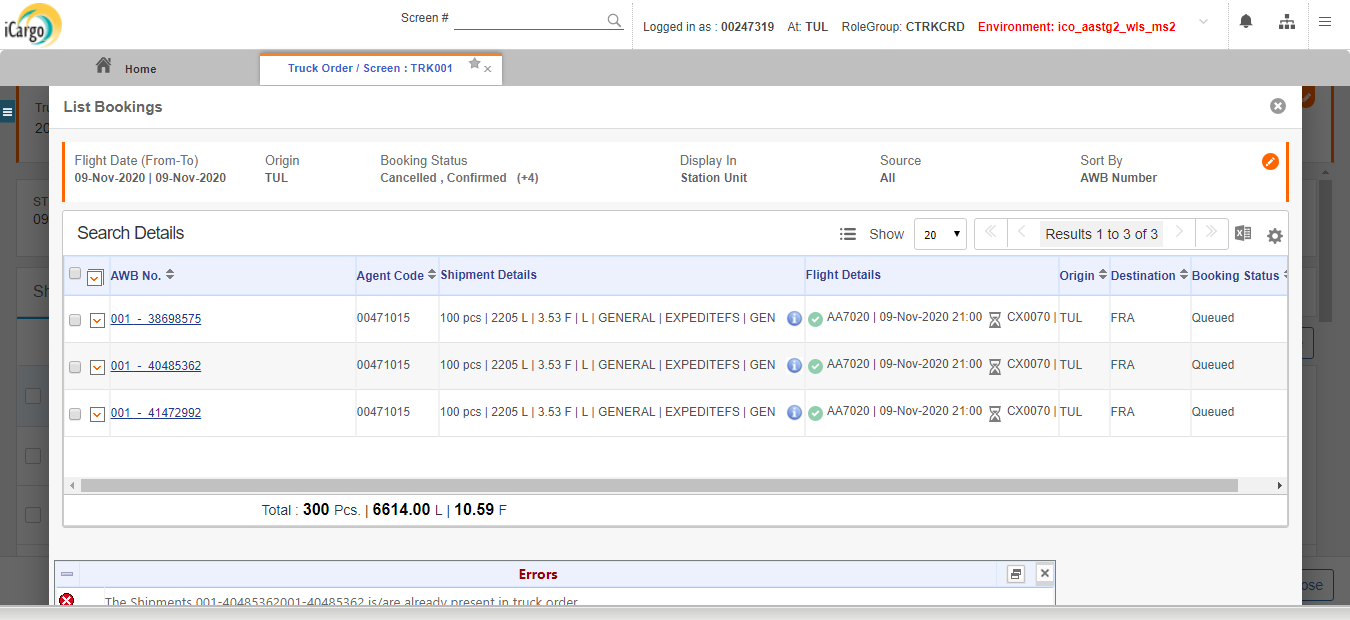 iCargo
Screen #
Logged in as : 00247319 At: TUL RoleGroup: CTRKCRD Environment: ico_aastg2_wls_ms2
Home
Truck Order / Screen : TRK001
List Bookings
Flight Date (From-To) Origin Booking Status Display In Source Sort By
09-Nov-2020 | 09-Nov-2020 TUL Cancelled , Confirmed (+4) Station Unit All AWB Number
Search Details Show 20 Results 1 to 3 of 3
AWB No. Agent Code Shipment Details Flight Details Origin Destination Booking Status
001 - 38698575 00471015 100 pcs | 2205 L | 3.53 F | L | GENERAL | EXPEDITEFS | GEN AA7020 | 09-Nov-2020 21:00 CX0070 | TUL FRA Queued
001 - 40485362 00471015 100 pcs | 2205 L | 3.53 F | L | GENERAL | EXPEDITEFS | GEN AA7020 | 09-Nov-2020 21:00 CX0070 | TUL FRA Queued
001 - 41472992 00471015 100 pcs | 2205 L | 3.53 F | L | GENERAL | EXPEDITEFS | GEN AA7020 | 09-Nov-2020 21:00 CX0070 | TUL FRA Queued
Total : 300 Pcs. | 6614.00 L | 10.59 F
Errors
The Shipments 001-40485362001-40485362 is/are already present in truck order